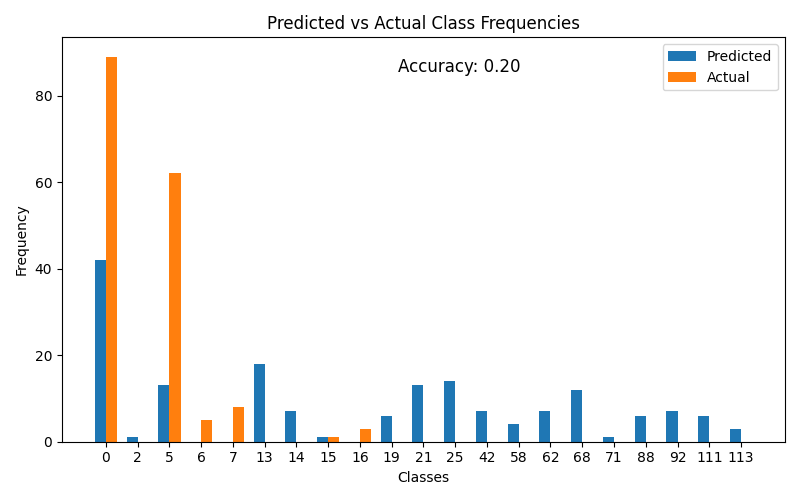 Predicted vs Actual Class Frequencies
Accuracy: 0.20
Predicted
Actual
Frequency
80
60
40
20
0
0 2 5 6 7 13 14 15 16 19 21 25 42 58 62 68 71 88 92 111 113
Classes